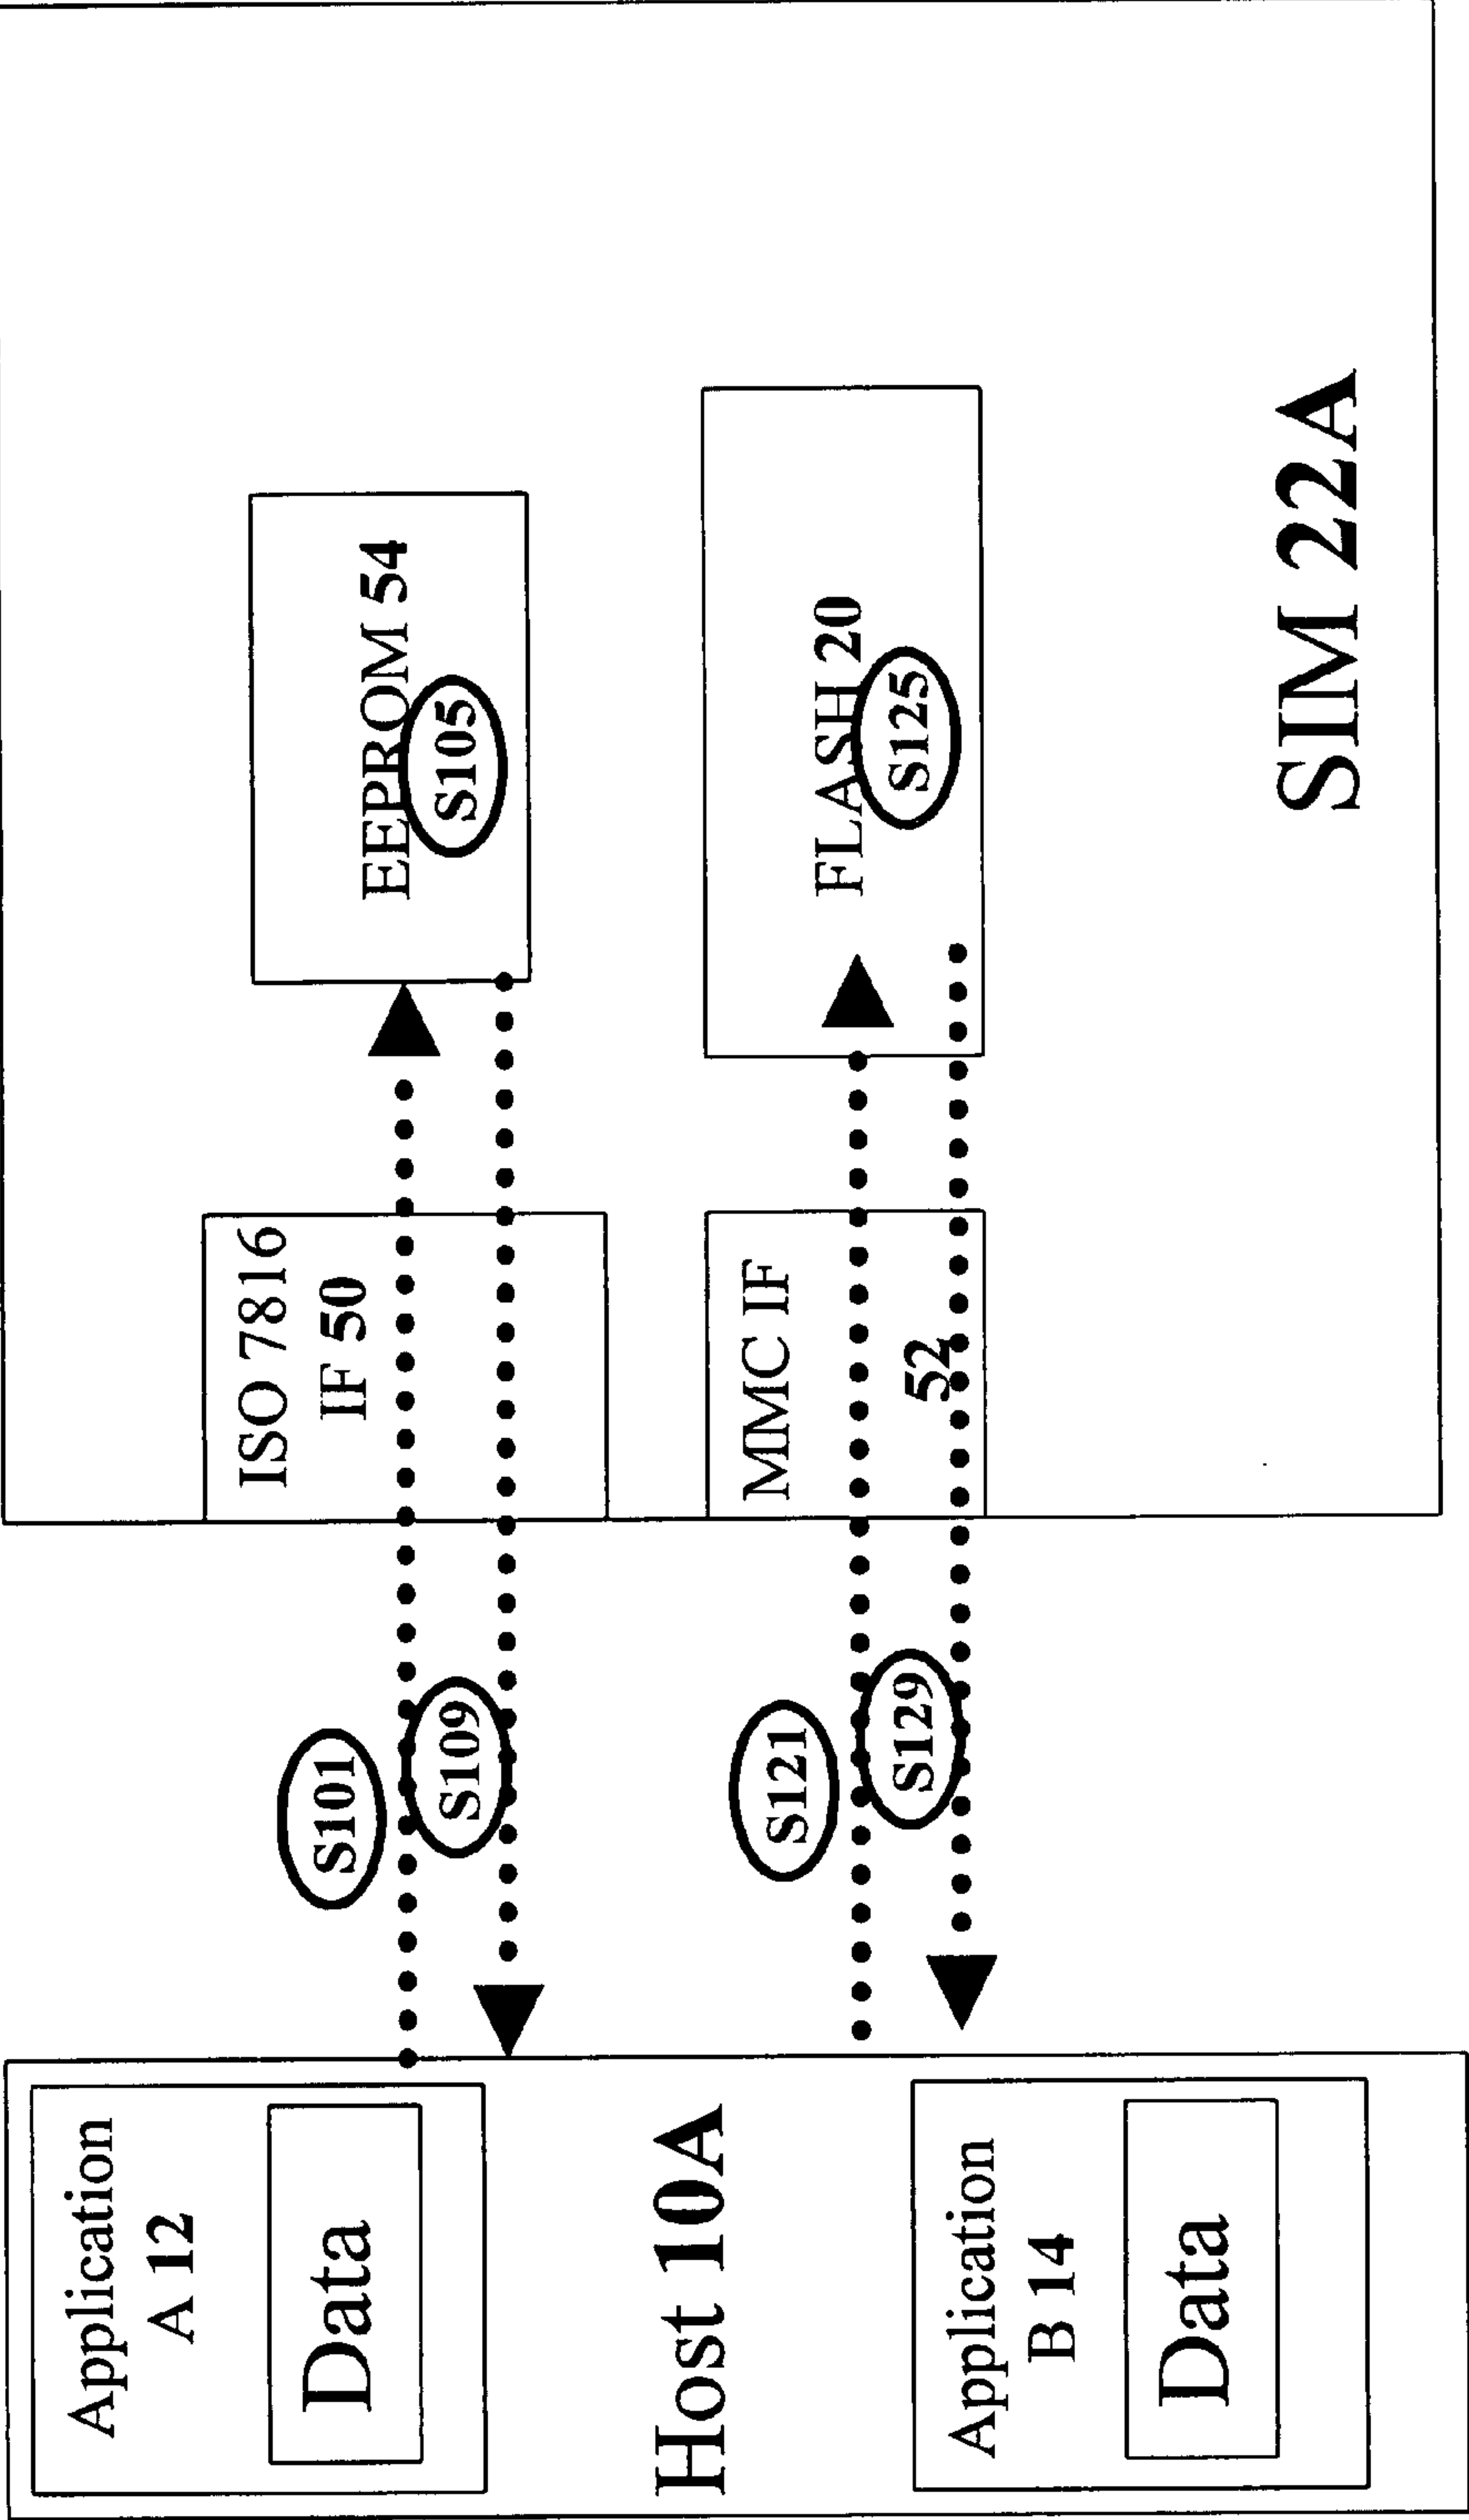 Application
A 12
Data
Host 10A
Application
B 14
Data
S101
S109
S121
S129
ISO 7816
IF 50
MMC IF
52
EEPROM 54
S105
FLASH 20
S125
SIM 22A